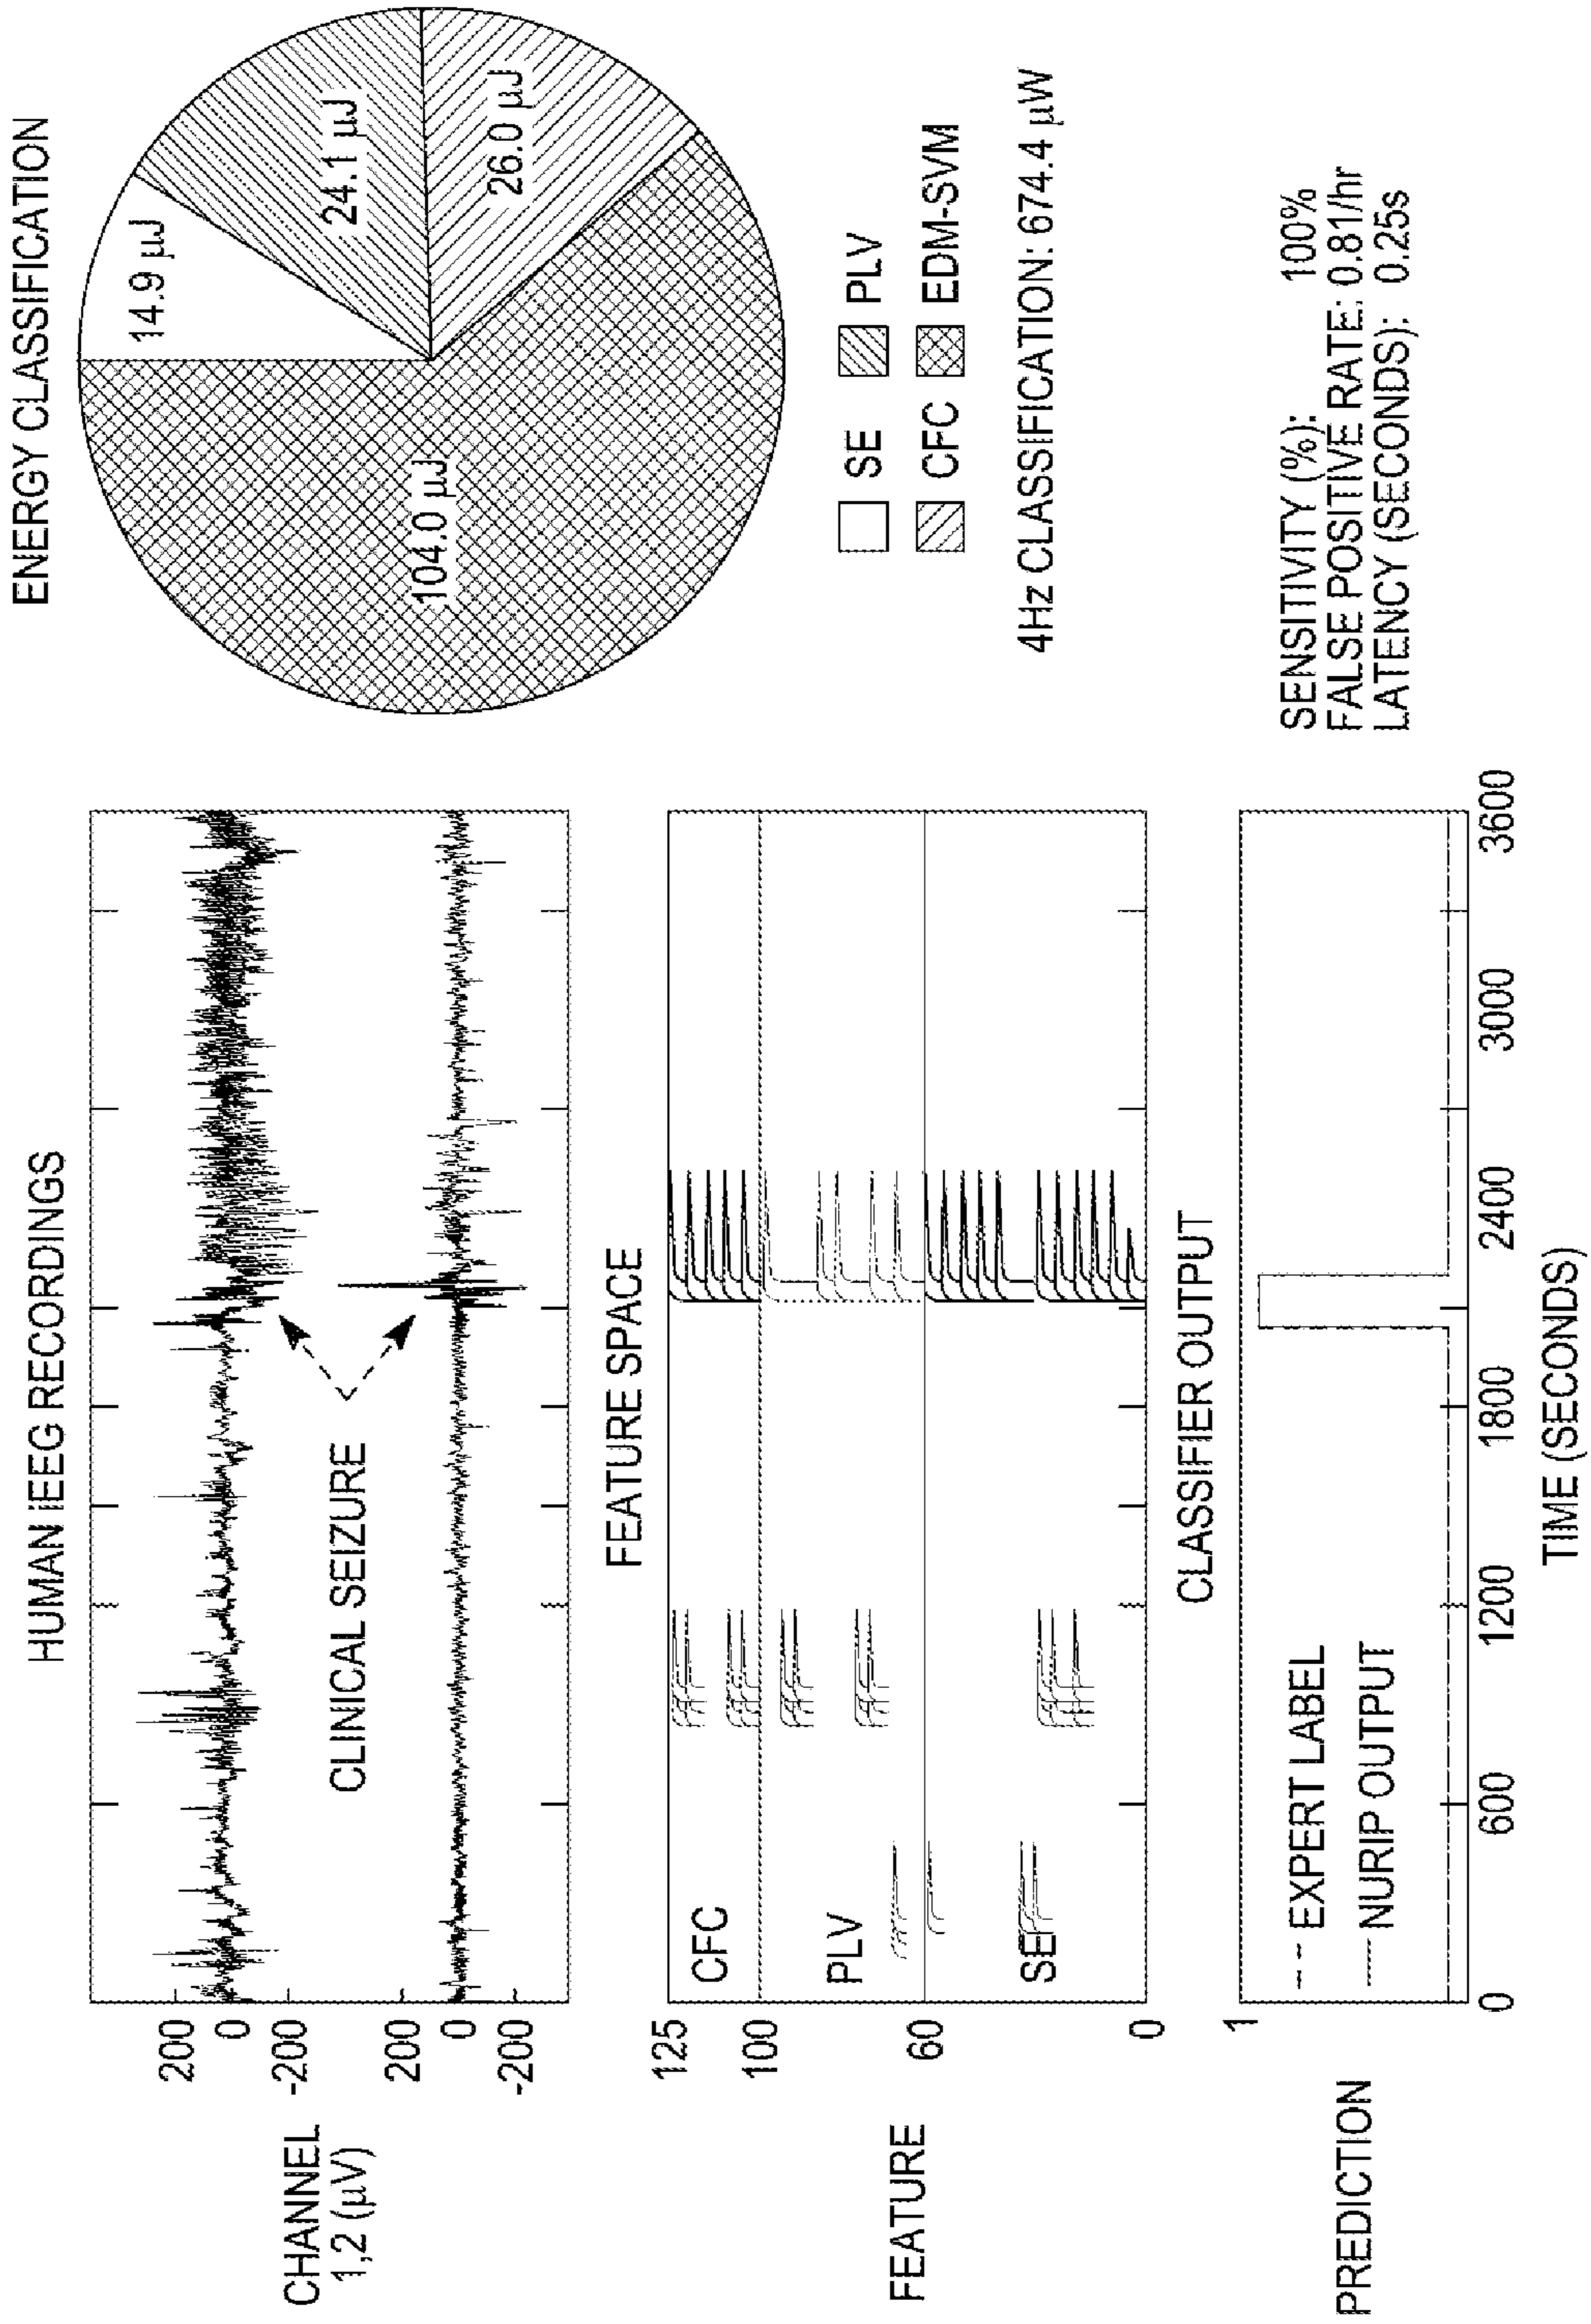 HUMAN IEEG RECORDINGS
CHANNEL
1,2 (µV)
200
0
-200
200
0
-200
CLINICAL SEIZURE
FEATURE SPACE
FEATURE
125
100
60
0
CFC
PLV
SE
CLASSIFIER OUTPUT
PREDICTION
1
EXPERT LABEL
NURIP OUTPUT
0 600 1200 1800 2400 3000 3600
TIME (SECONDS)
ENERGY CLASSIFICATION
14.9 µJ
24.1 µJ
104.0 µJ
26.0 µJ
SE PLV
CFC EDM-SVM
4Hz CLASSIFICATION: 674.4 µW
SENSITIVITY (%): 100%
FALSE POSITIVE RATE: 0.81/hr
LATENCY (SECONDS): 0.25s